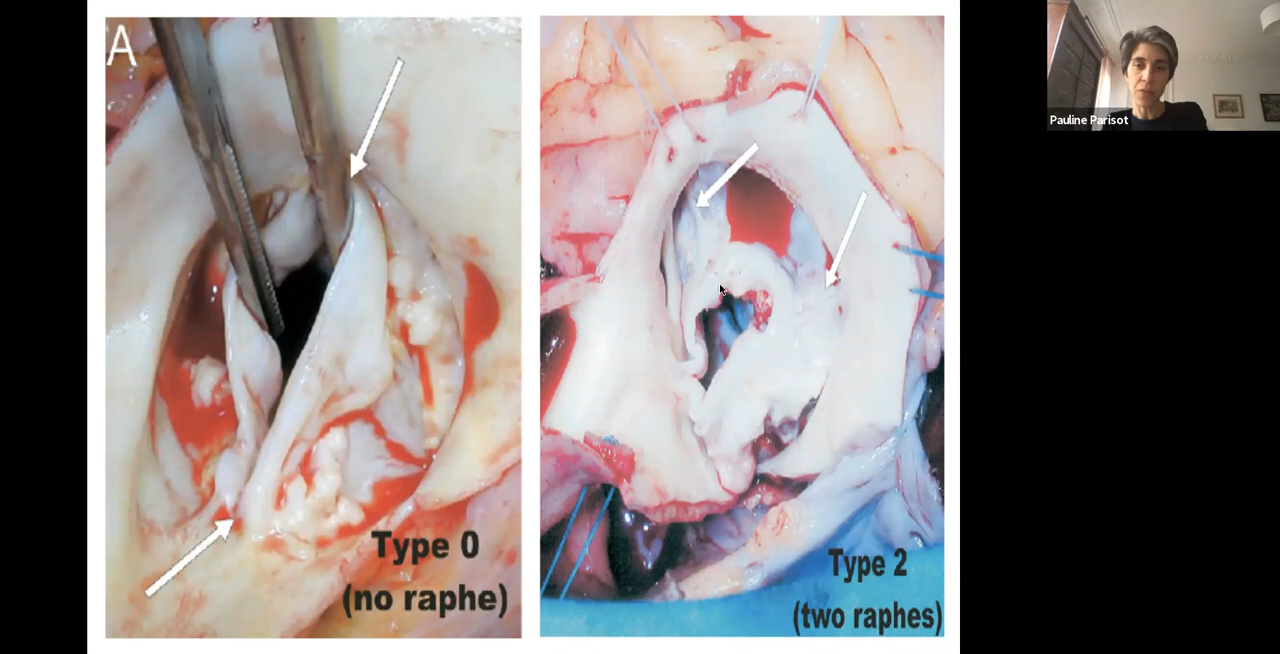 A
Type 0
(no raphe)
Type 2
(two raphes)
Pauline Parisot